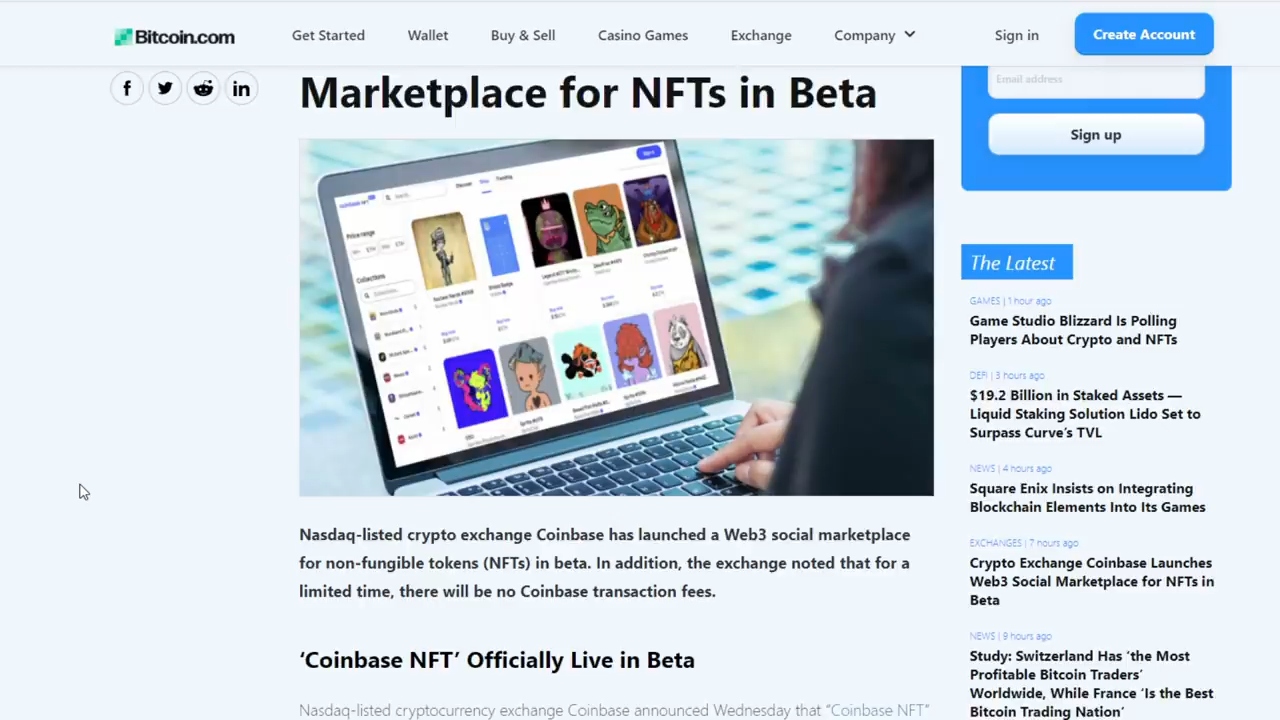 Bitcoin.com
Get Started
Wallet
Buy & Sell
Casino Games
Exchange
Company
Sign in
Create Account
Marketplace for NFTs in Beta
Discover
Trending
Price range
Collections
Nasdaq-listed crypto exchange Coinbase has launched a Web3 social marketplace
for non-fungible tokens (NFTs) in beta. In addition, the exchange noted that for a
limited time, there will be no Coinbase transaction fees.
‘Coinbase NFT’ Officially Live in Beta
Nasdaq-listed cryptocurrency exchange Coinbase announced Wednesday that “Coinbase NFT”
Email address
Sign up
The Latest
GAMES | 1 hour ago
Game Studio Blizzard Is Polling
Players About Crypto and NFTs
DEFI | 3 hours ago
$19.2 Billion in Staked Assets —
Liquid Staking Solution Lido Set to
Surpass Curve’s TVL
NEWS | 4 hours ago
Square Enix Insists on Integrating
Blockchain Elements Into Its Games
EXCHANGES | 7 hours ago
Crypto Exchange Coinbase Launches
Web3 Social Marketplace for NFTs in
Beta
NEWS | 9 hours ago
Study: Switzerland Has ‘the Most
Profitable Bitcoin Traders’
Worldwide, While France ‘Is the Best
Bitcoin Trading Nation’